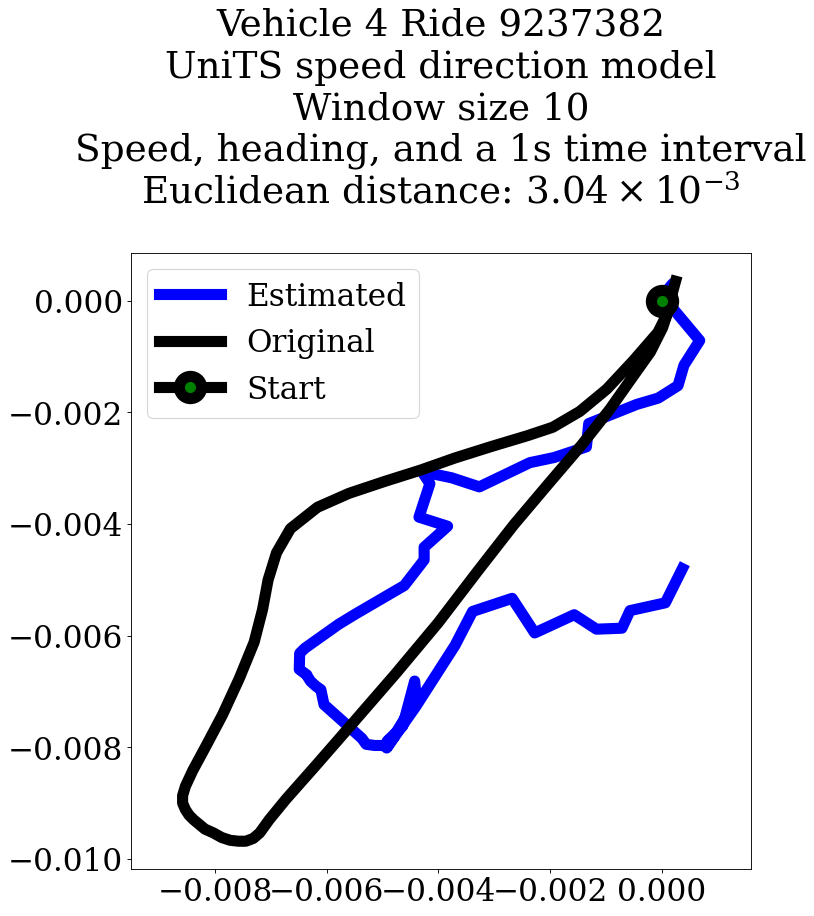 Vehicle 4 Ride 9237382
UniTS speed direction model
Window size 10
Speed, heading, and a 1s time interval
Euclidean distance: 3.04 × 10⁻³
Estimated
Original
Start
0.000
−0.002
−0.004
−0.006
−0.008
−0.010
−0.008 −0.006 −0.004 −0.002 0.000